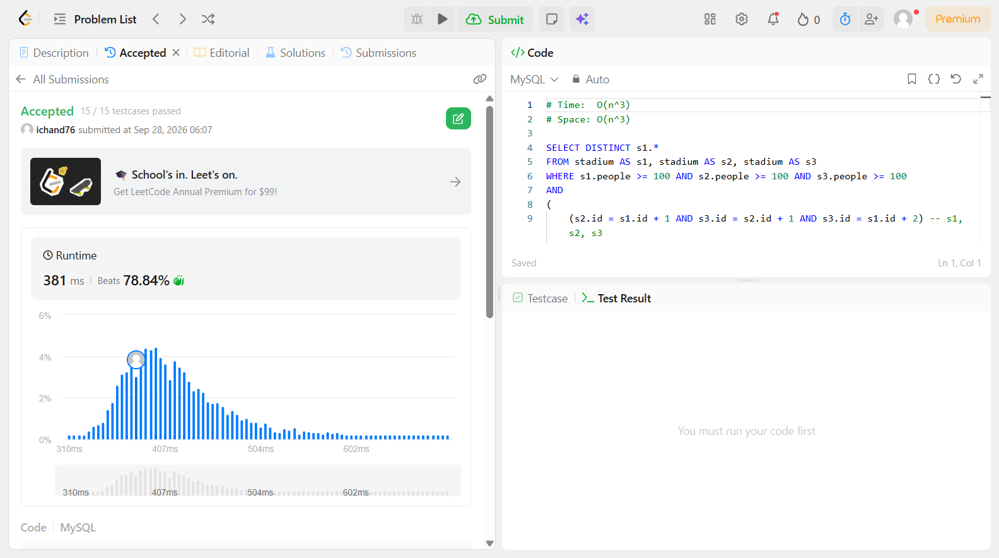 Problem List
Submit
0
Premium
Description
Accepted
Editorial
Solutions
Submissions
All Submissions
Accepted 15 / 15 testcases passed
ichand76 submitted at Sep 28, 2026 06:07
School's in. Leet's on.
Get LeetCode Annual Premium for $99!
Runtime
381 ms Beats 78.84%
6%
4%
2%
0%
310ms 407ms 504ms 602ms
310ms 407ms 504ms 602ms
Code MySQL
</> Code
MySQL Auto
1 # Time:  O(n^3)
2 # Space: O(n^3)
3
4 SELECT DISTINCT s1.*
5 FROM stadium AS s1, stadium AS s2, stadium AS s3
6 WHERE s1.people >= 100 AND s2.people >= 100 AND s3.people >= 100
7 AND
8 (
9 (s2.id = s1.id + 1 AND s3.id = s2.id + 1 AND s3.id = s1.id + 2) -- s1,
s2, s3
Saved Ln 1, Col 1
Testcase
Test Result
You must run your code first